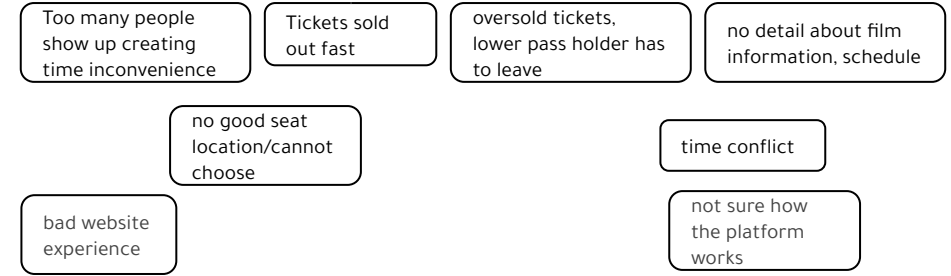 Too many people
show up creating
time inconvenience
Tickets sold
out fast
oversold tickets,
lower pass holder has
to leave
no detail about film
information, schedule
no good seat
location/cannot
choose
time conflict
bad website
experience
not sure how
the platform
works